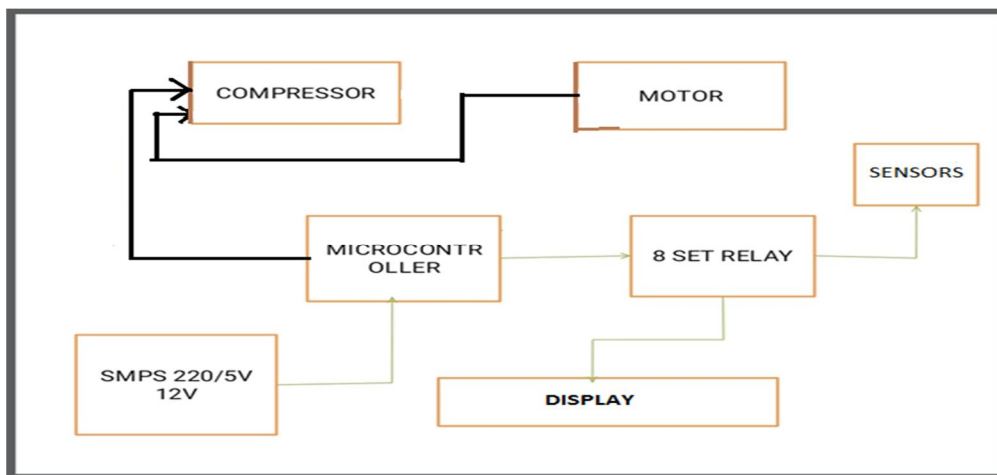 COMPRESSOR
MOTOR
SENSORS
MICROCONTR
OLLER
8 SET RELAY
SMPS 220/5V
12V
DISPLAY